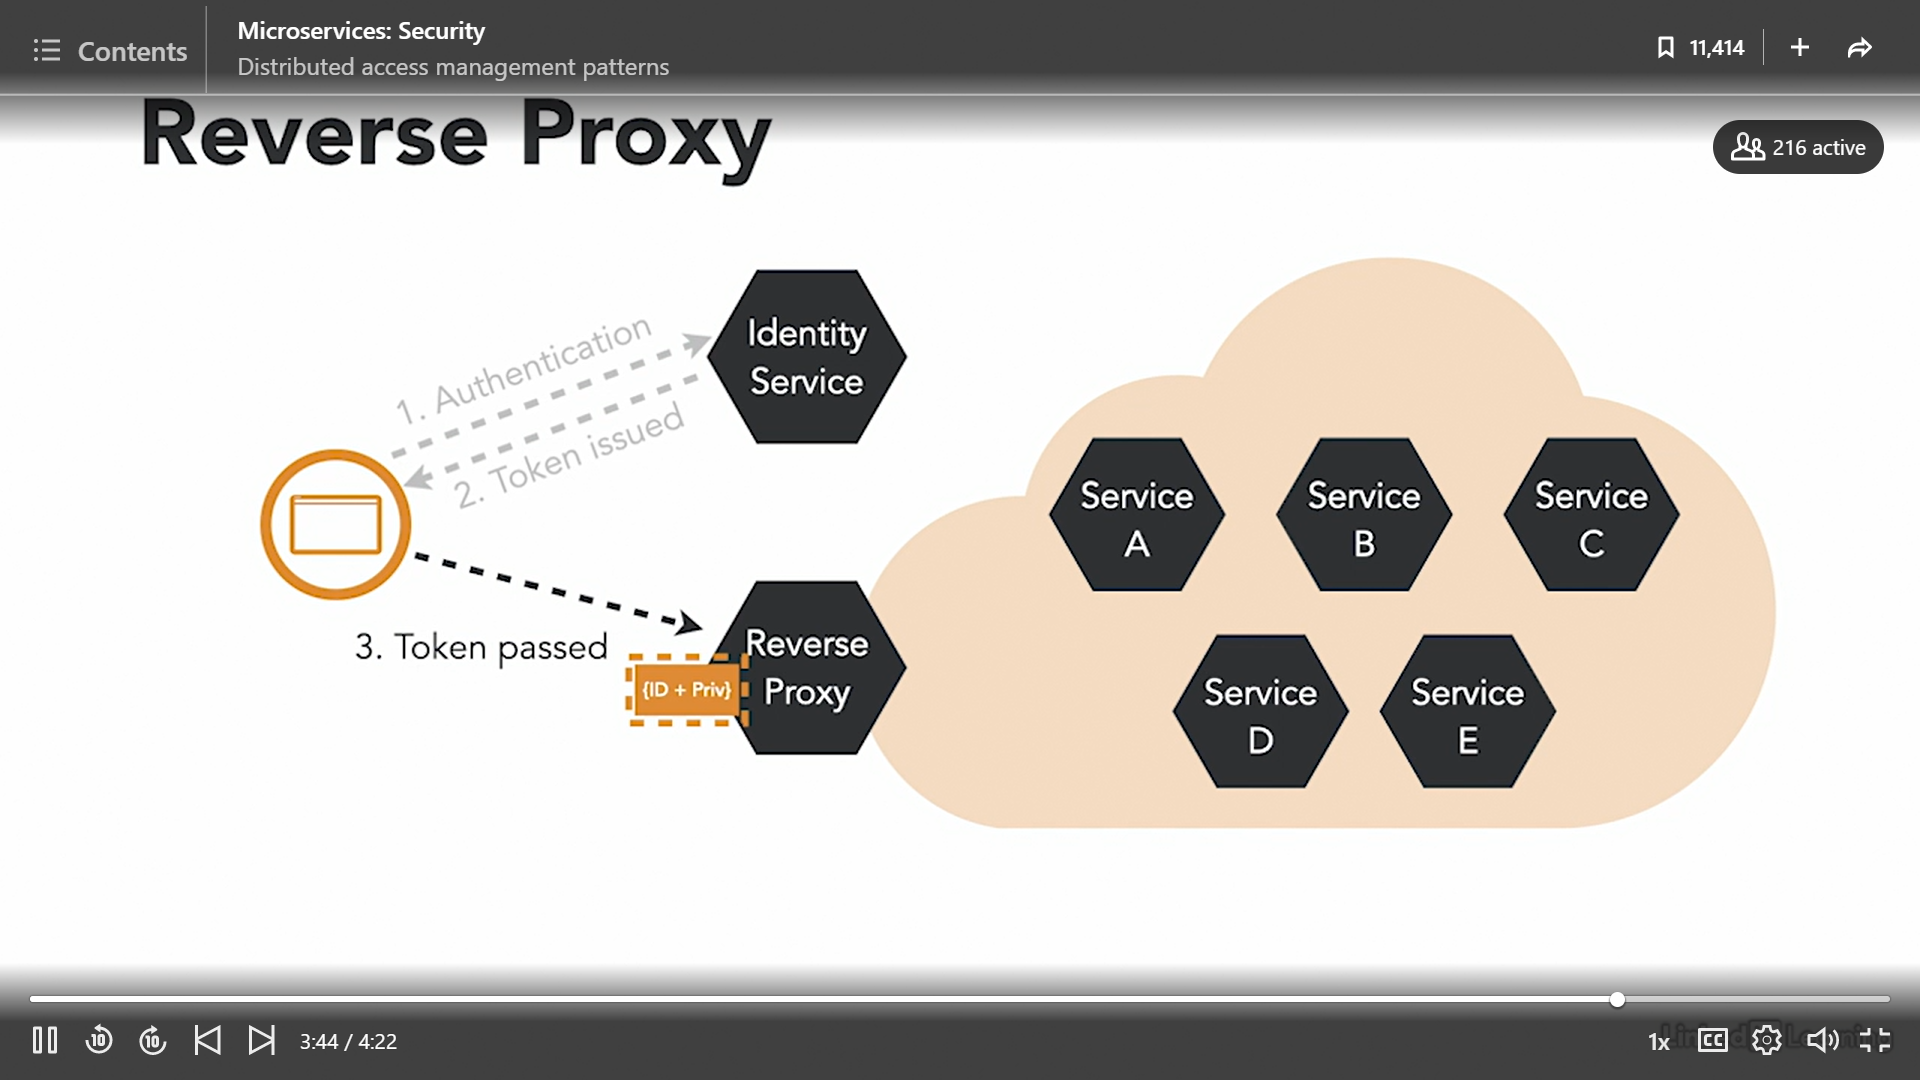 Contents
Microservices: Security
Distributed access management patterns
11,414
Reverse Proxy
216 active
Identity
Service
1. Authentication
2. Token issued
Service
A
Service
B
Service
C
3. Token passed
Reverse
Proxy
{ID + Priv}
Service
D
Service
E
10
10
3:44 / 4:22
1x
CC
LinkedIn Learning